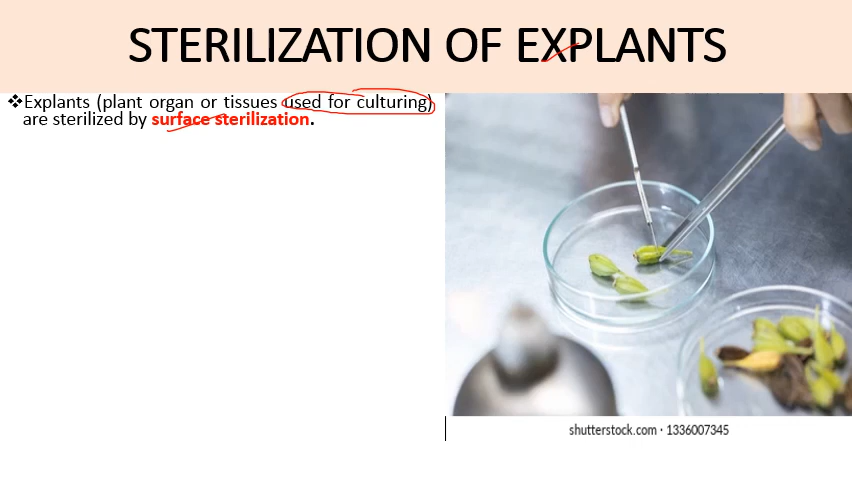 STERILIZATION OF EXPLANTS
❖Explants (plant organ or tissues used for culturing)
are sterilized by surface sterilization.
shutterstock.com · 1336007345